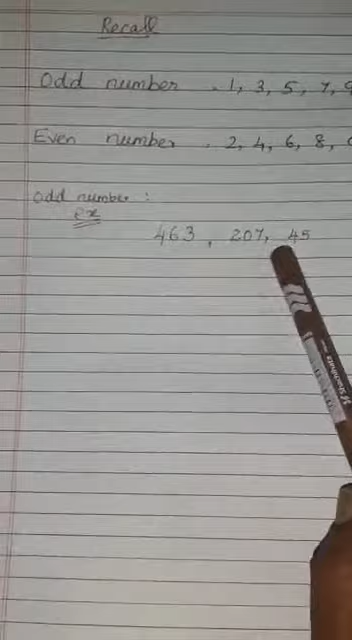 Recall
Odd number . 1, 3, 5, 7, 9
Even number . 2, 4, 6, 8,
Odd number :
ex
463 , 207, 45